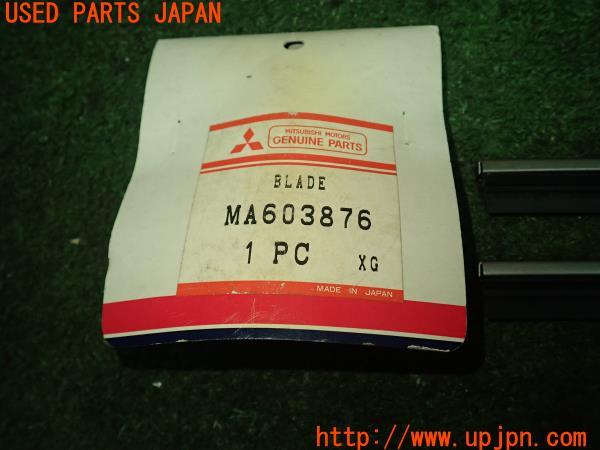 USED PARTS JAPAN
MITSUBISHI MOTORS
GENUINE PARTS
BLADE
MA603876
1 PC XG
MADE IN JAPAN
http://www.upjpn.com/